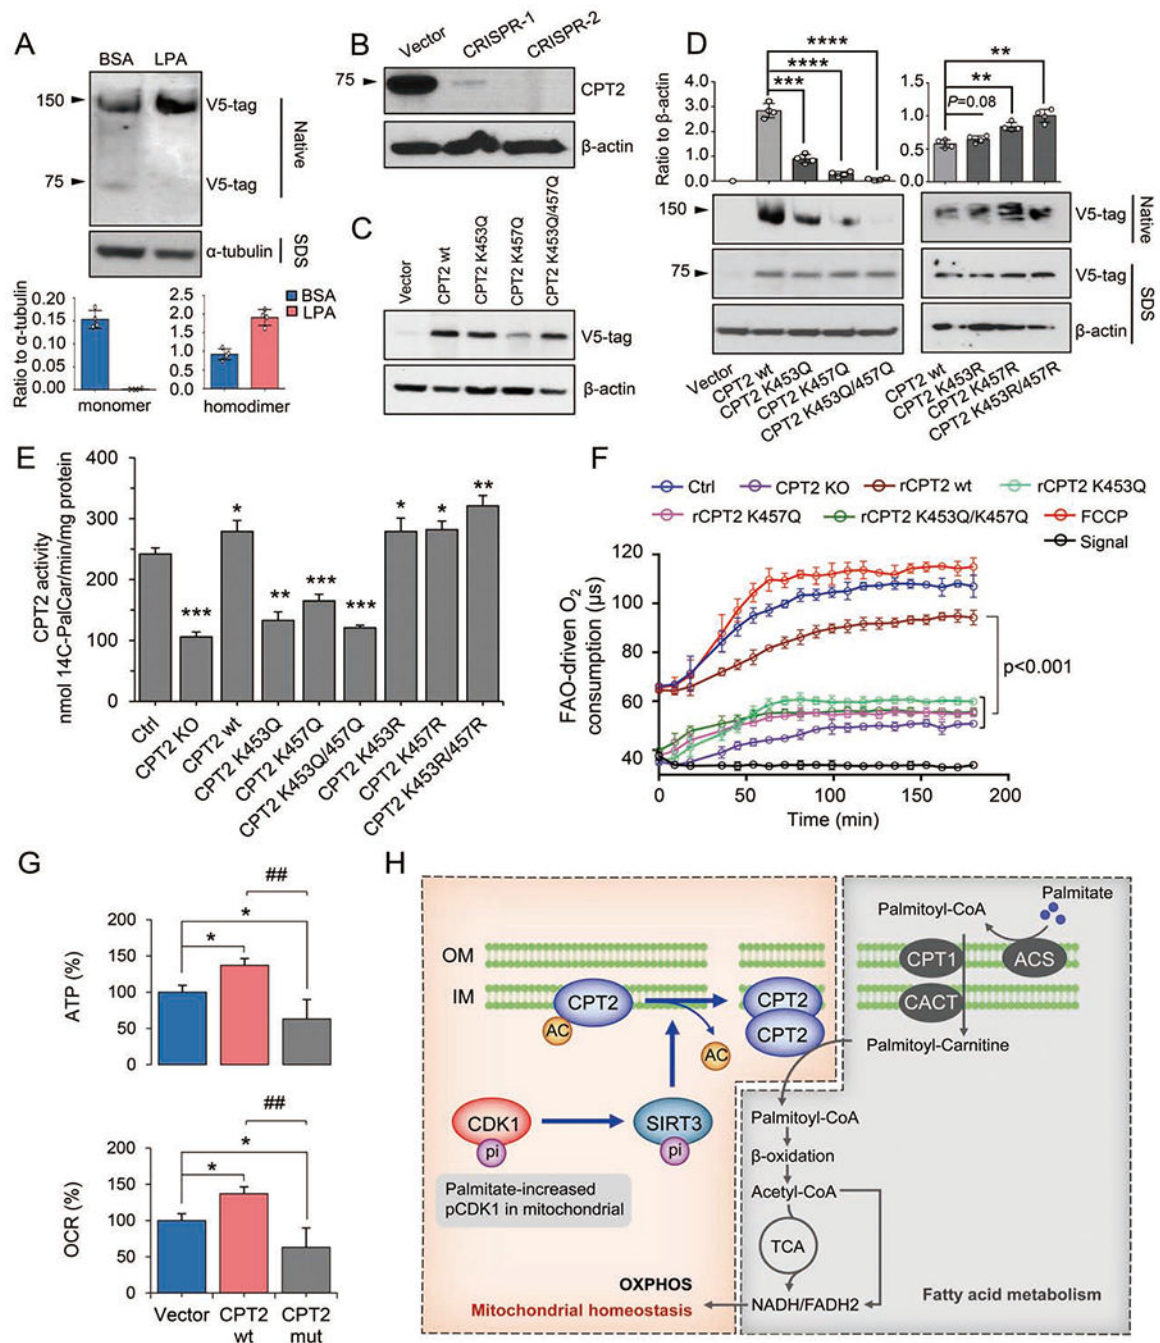 A
BSA LPA
150
V5-tag
75
V5-tag
Native
α-tubulin
SDS
Ratio to α-tubulin
0.20
0.15
0.10
0.05
0.00
monomer
2.5
2.0
1.5
1.0
0.5
0.0
homodimer
BSA
LPA
B
Vector
CRISPR-1
CRISPR-2
75
CPT2
β-actin
C
Vector
CPT2 wt
CPT2 K453Q
CPT2 K457Q
CPT2 K453Q/457Q
V5-tag
β-actin
D
Ratio to β-actin
4.0
3.0
2.0
1.0
0.0
****
****
***
1.5
1.0
0.5
0.0
**
**
P=0.08
150
V5-tag
Native
75
V5-tag
β-actin
SDS
Vector
CPT2 wt
CPT2 K453Q
CPT2 K457Q
CPT2 K453Q/457Q
CPT2 wt
CPT2 K453R
CPT2 K457R
CPT2 K453R/457R
E
CPT2 activity
nmol 14C-PalCar/min/mg protein
400
300
200
100
0
***
*
**
***
***
*
*
**
Ctrl
CPT2 KO
CPT2 wt
CPT2 K453Q
CPT2 K457Q
CPT2 K453Q/457Q
CPT2 K453R
CPT2 K457R
CPT2 K453R/457R
F
Ctrl CPT2 KO rCPT2 wt rCPT2 K453Q
rCPT2 K457Q rCPT2 K453Q/K457Q FCCP
Signal
FAO-driven O2
consumption (μs)
120
100
80
60
40
p<0.001
0 50 100 150 200
Time (min)
G
ATP (%)
200
150
100
50
0
##
*
*
OCR (%)
200
150
100
50
0
##
*
*
Vector CPT2 wt CPT2 mut
H
OM
IM
CPT2
AC
AC
CPT2
CPT2
CDK1
pi
SIRT3
pi
Palmitate-increased
pCDK1 in mitochondrial
OXPHOS
Mitochondrial homeostasis
Palmitate
Palmitoyl-CoA
CPT1
ACS
CACT
Palmitoyl-Carnitine
Palmitoyl-CoA
β-oxidation
Acetyl-CoA
TCA
NADH/FADH2
Fatty acid metabolism